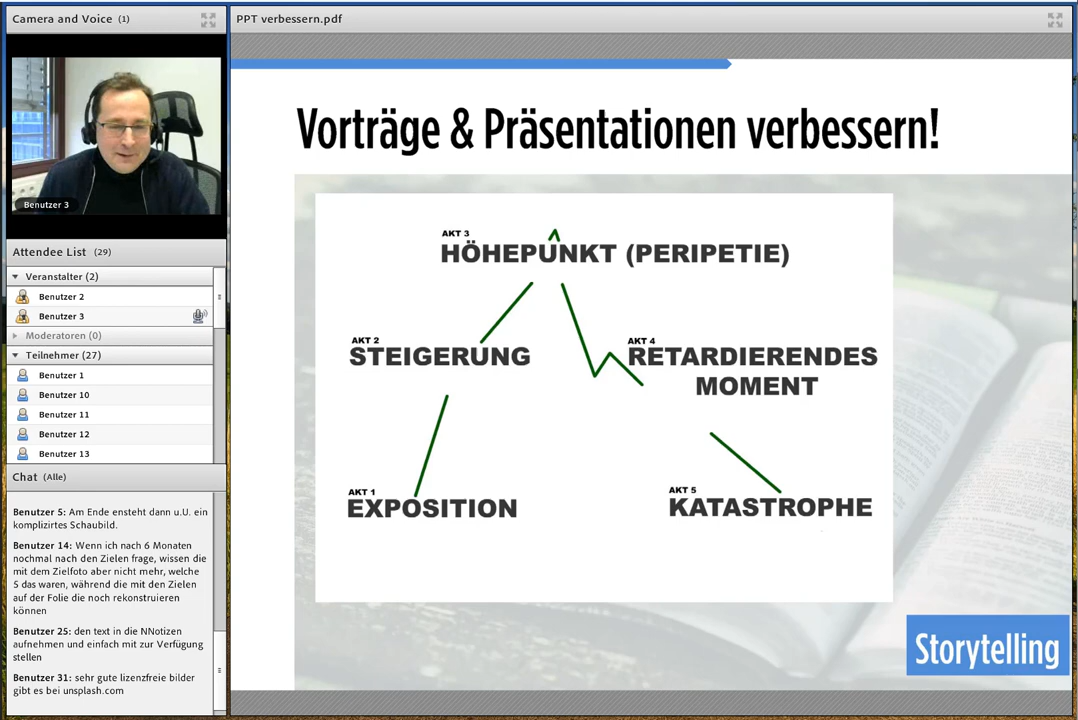 Camera and Voice (1)
Benutzer 3
Attendee List (29)
Veranstalter (2)
Benutzer 2
Benutzer 3
Moderatoren (0)
Teilnehmer (27)
Benutzer 1
Benutzer 10
Benutzer 11
Benutzer 12
Benutzer 13
Chat (Alle)
Benutzer 5: Am Ende ensteht dann u.U. ein
komplizirtes Schaubild.
Benutzer 14: Wenn ich nach 6 Monaten
nochmal nach den Zielen frage, wissen die
mit dem Zielfoto aber nicht mehr, welche
5 das waren, während die mit den Zielen
auf der Folie die noch rekonstruieren
können
Benutzer 25: den text in die NNotizen
aufnehmen und einfach mit zur Verfügung
stellen
Benutzer 31: sehr gute lizenzfreie bilder
gibt es bei unsplash.com
PPT verbessern.pdf
Vorträge & Präsentationen verbessern!
AKT 3
HÖHEPUNKT (PERIPETIE)
AKT 2
STEIGERUNG
AKT 4
RETARDIERENDES
MOMENT
AKT 1
EXPOSITION
AKT 5
KATASTROPHE
Storytelling